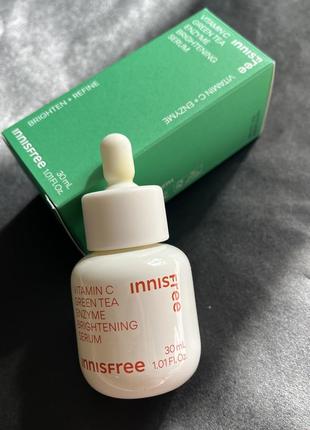 VITAMIN C
GREEN TEA
ENZYME
BRIGHTENING
SERUM
innisfree
VITAMIN C + ENZYME
BRIGHTEN + REFINE
innisfree
30 mL
1.01 Fl. Oz.
VITAMIN C
GREEN TEA
ENZYME
BRIGHTENING
SERUM
innisfree
innisfree
30 mL
1.01 Fl. Oz.